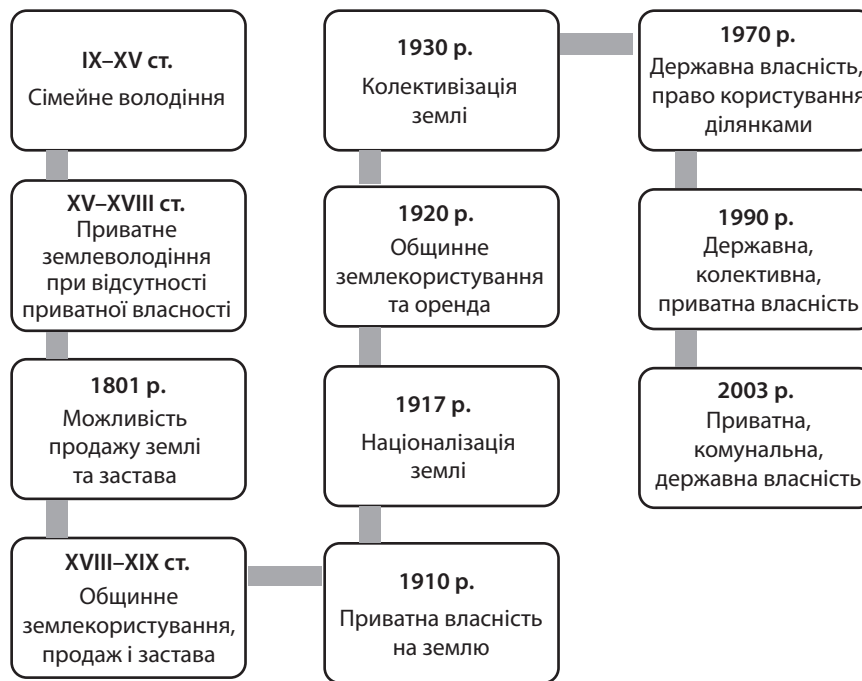 IX–XV ст.
Сімейне володіння
XV–XVIII ст.
Приватне
землеволодіння
при відсутності
приватної власності
1801 р.
Можливість
продажу землі
та застава
XVIII–XIX ст.
Общинне
землекористування,
продаж і застава
1910 р.
Приватна власність
на землю
1917 р.
Націоналізація
землі
1920 р.
Общинне
землекористування
та оренда
1930 р.
Колективізація
землі
1970 р.
Державна власність,
право користування
ділянками
1990 р.
Державна,
колективна,
приватна власність
2003 р.
Приватна,
комунальна,
державна власність